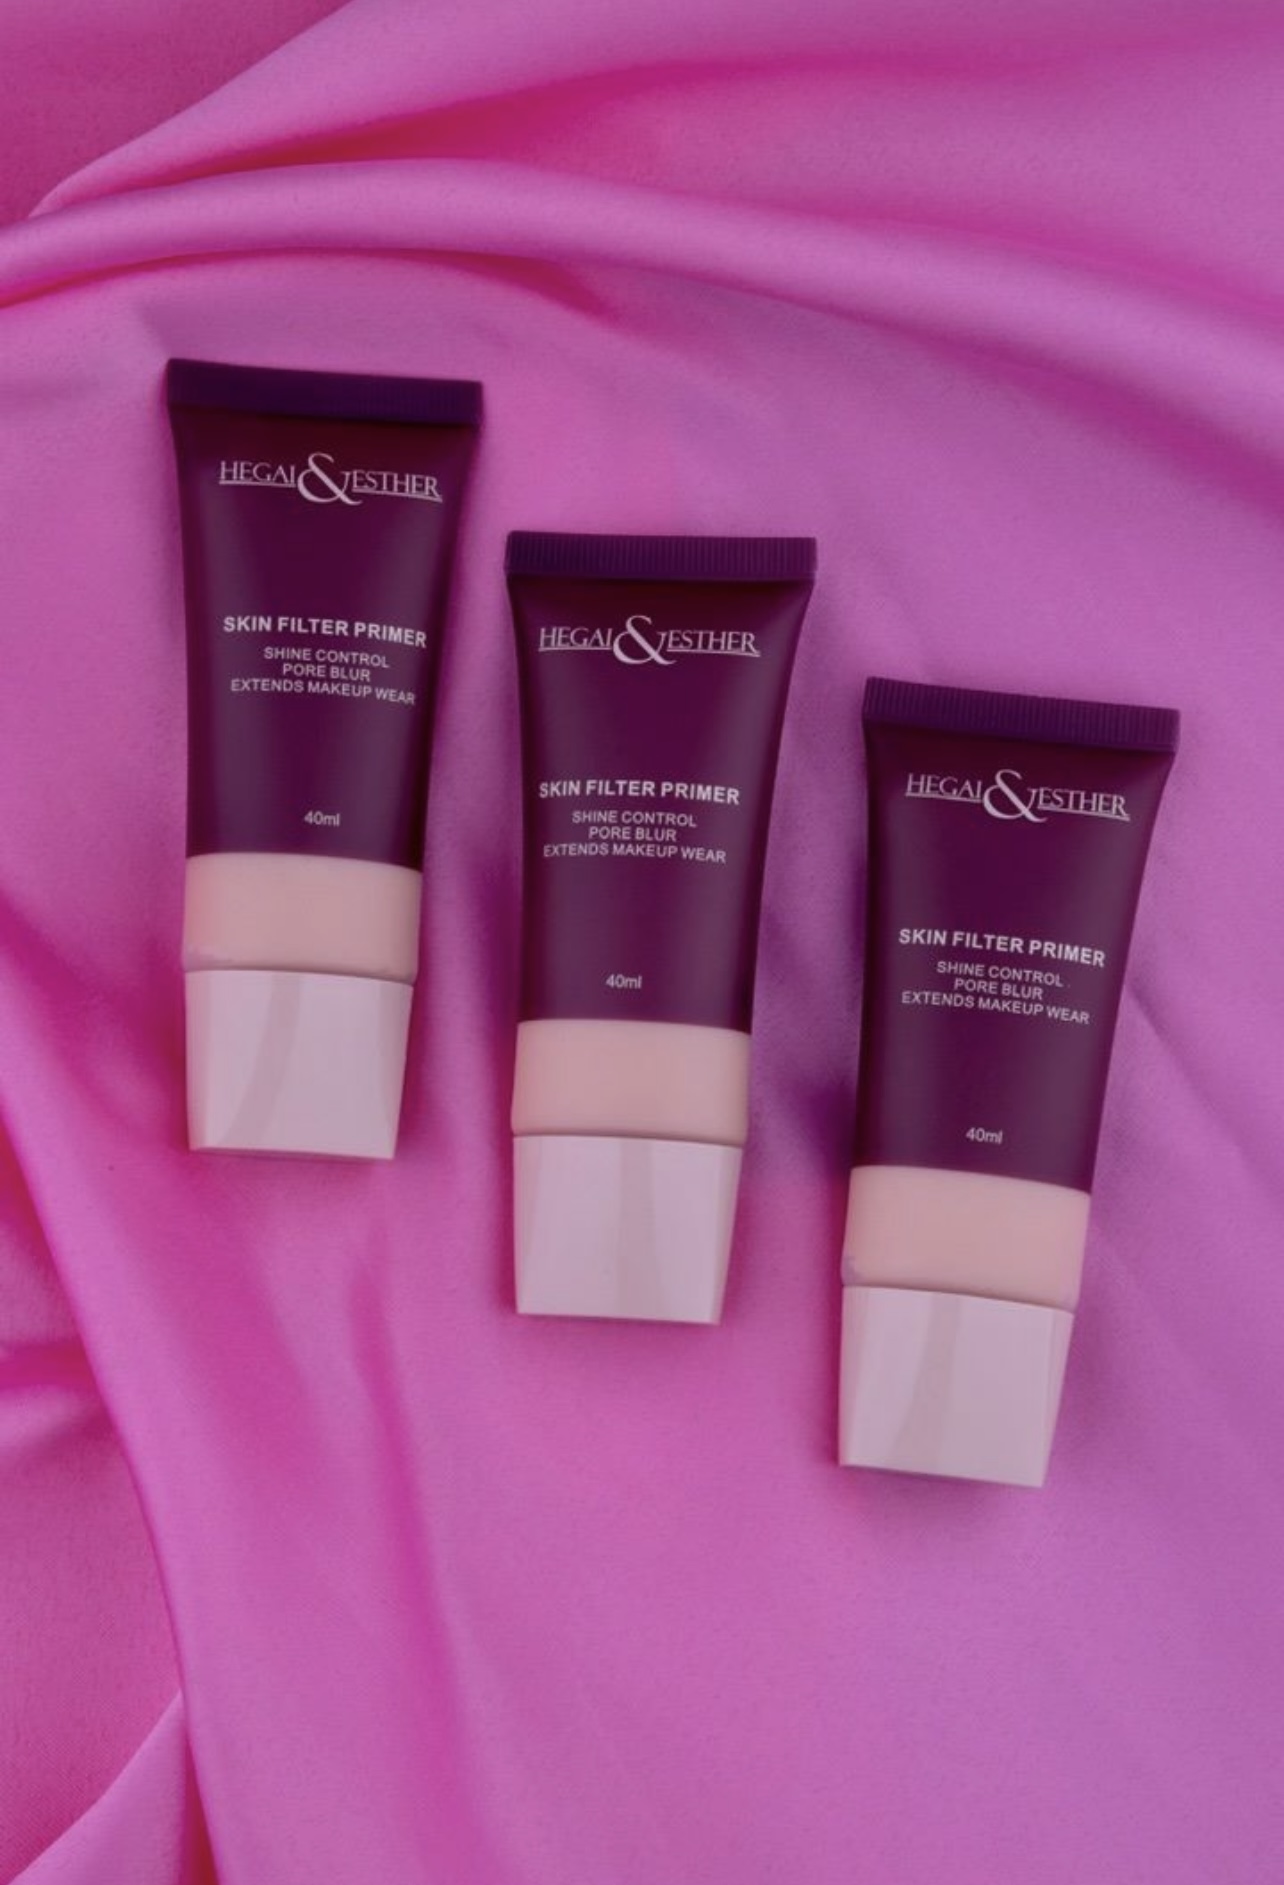 HEGAI&ESTHER
SKIN FILTER PRIMER
SHINE CONTROL
PORE BLUR
EXTENDS MAKEUP WEAR
40ml
HEGAI&ESTHER
SKIN FILTER PRIMER
SHINE CONTROL
PORE BLUR
EXTENDS MAKEUP WEAR
40ml
HEGAI&ESTHER
SKIN FILTER PRIMER
SHINE CONTROL
PORE BLUR
EXTENDS MAKEUP WEAR
40ml